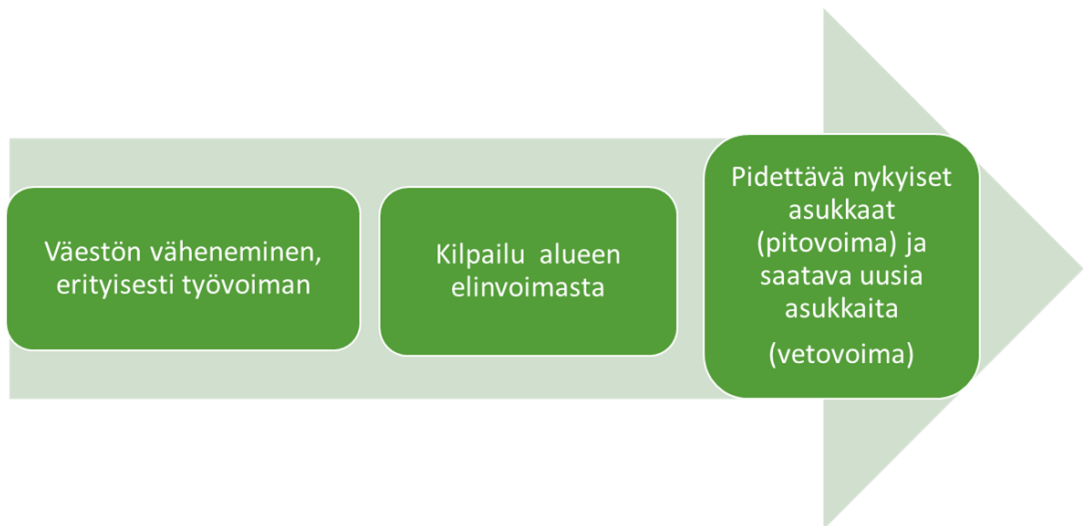 Väestön väheneminen,
erityisesti työvoiman
Kilpailu  alueen
elinvoimasta
Pidettävä nykyiset
asukkaat
(pitovoima) ja
saatava uusia
asukkaita
(vetovoima)